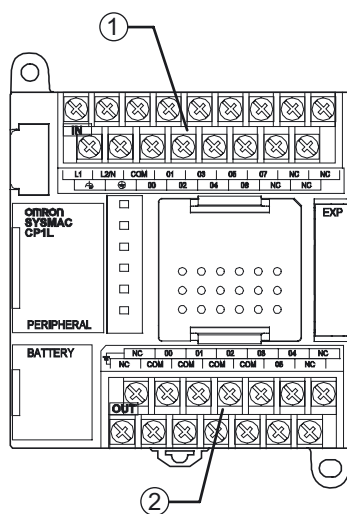 1
IN
L1 L2/N COM 01 03 05 07 NC NC
00 02 04 06 NC NC
OMRON
SYSMAC
CP1L
EXP
PERIPHERAL
BATTERY
NC 00 01 02 03 04 NC
NC COM COM COM COM 05 NC
OUT
2